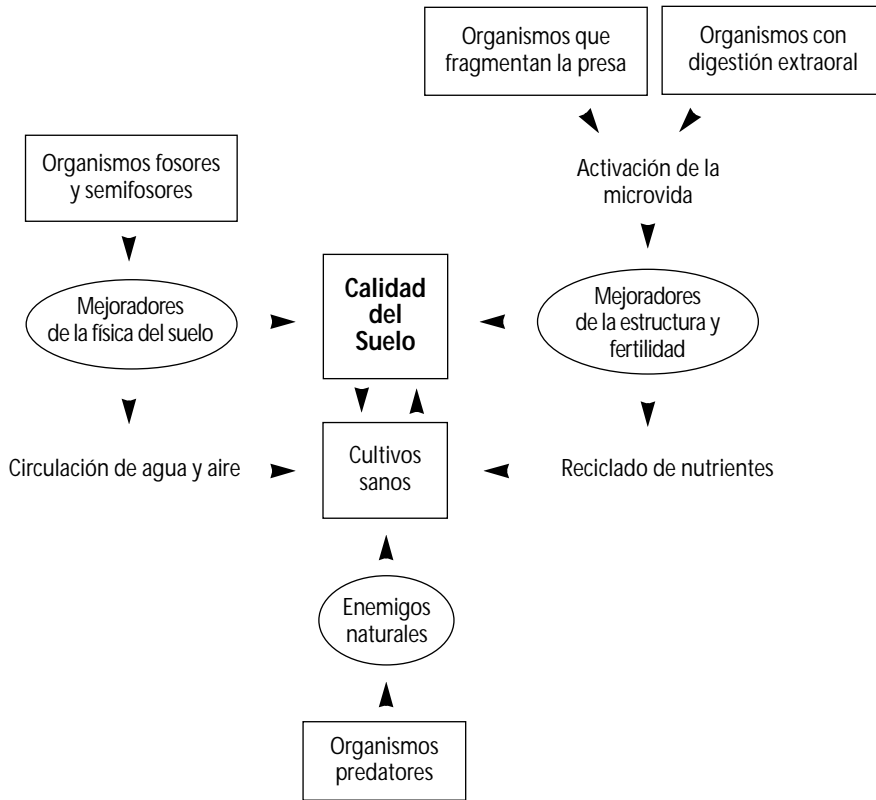 Organismos que
fragmentan la presa
Organismos con
digestión extraoral
Organismos fosores
y semifosores
Activación de la
microvida
Mejoradores
de la física del suelo
Calidad
del
Suelo
Mejoradores
de la estructura y
fertilidad
Circulación de agua y aire
Cultivos
sanos
Reciclado de nutrientes
Enemigos
naturales
Organismos
predatores